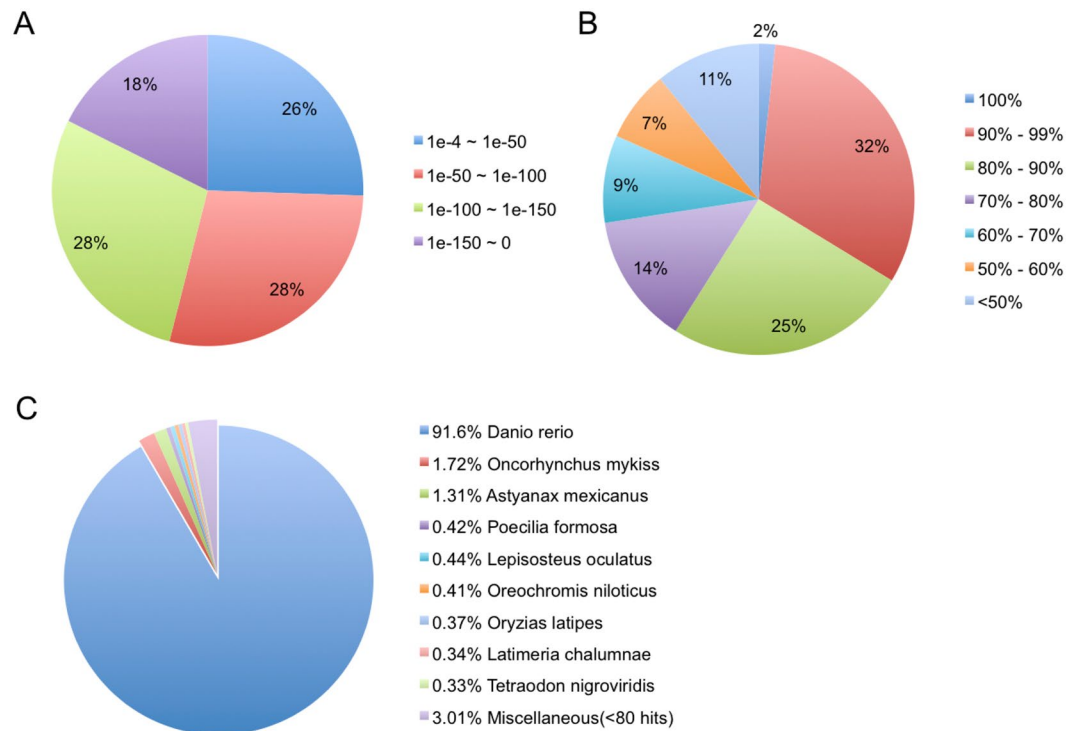 A
18%
26%
28%
28%
1e-4 ~ 1e-50
1e-50 ~ 1e-100
1e-100 ~ 1e-150
1e-150 ~ 0
B
2%
11%
32%
7%
9%
14%
25%
100%
90% - 99%
80% - 90%
70% - 80%
60% - 70%
50% - 60%
<50%
C
91.6% Danio rerio
1.72% Oncorhynchus mykiss
1.31% Astyanax mexicanus
0.42% Poecilia formosa
0.44% Lepisosteus oculatus
0.41% Oreochromis niloticus
0.37% Oryzias latipes
0.34% Latimeria chalumnae
0.33% Tetraodon nigroviridis
3.01% Miscellaneous(<80 hits)